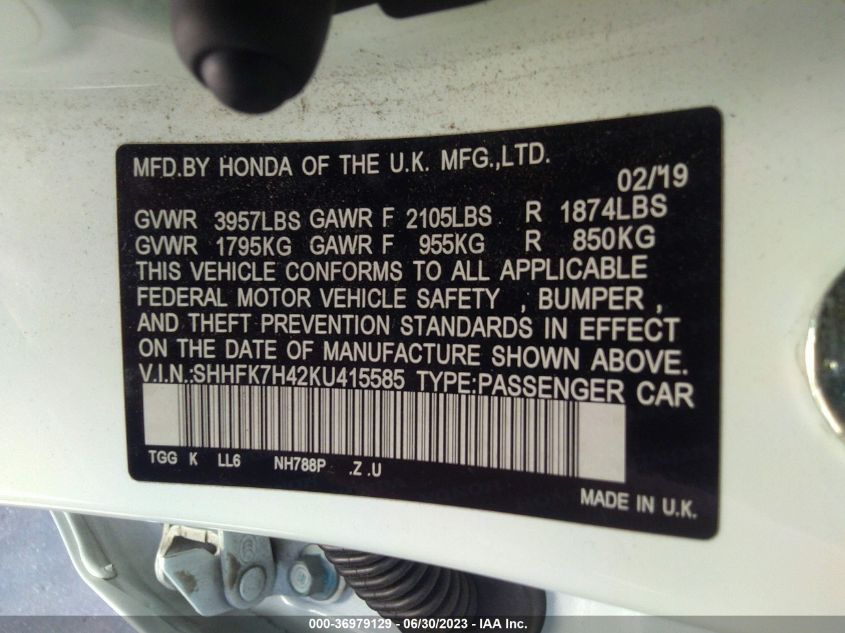 MFD.BY HONDA OF THE U.K. MFG.,LTD.
02/'19
GVWR 3957LBS GAWR F 2105LBS R 1874LBS
GVWR 1795KG GAWR F 955KG R 850KG
THIS VEHICLE CONFORMS TO ALL APPLICABLE
FEDERAL MOTOR VEHICLE SAFETY , BUMPER ,
AND THEFT PREVENTION STANDARDS IN EFFECT
ON THE DATE OF MANUFACTURE SHOWN ABOVE.
V.I.N.:SHHFK7H42KU415585 TYPE:PASSENGER CAR
TGG K LL6 NH788P .Z .U
MADE IN U.K.
000-36979129 - 06/30/2023 - IAA Inc.